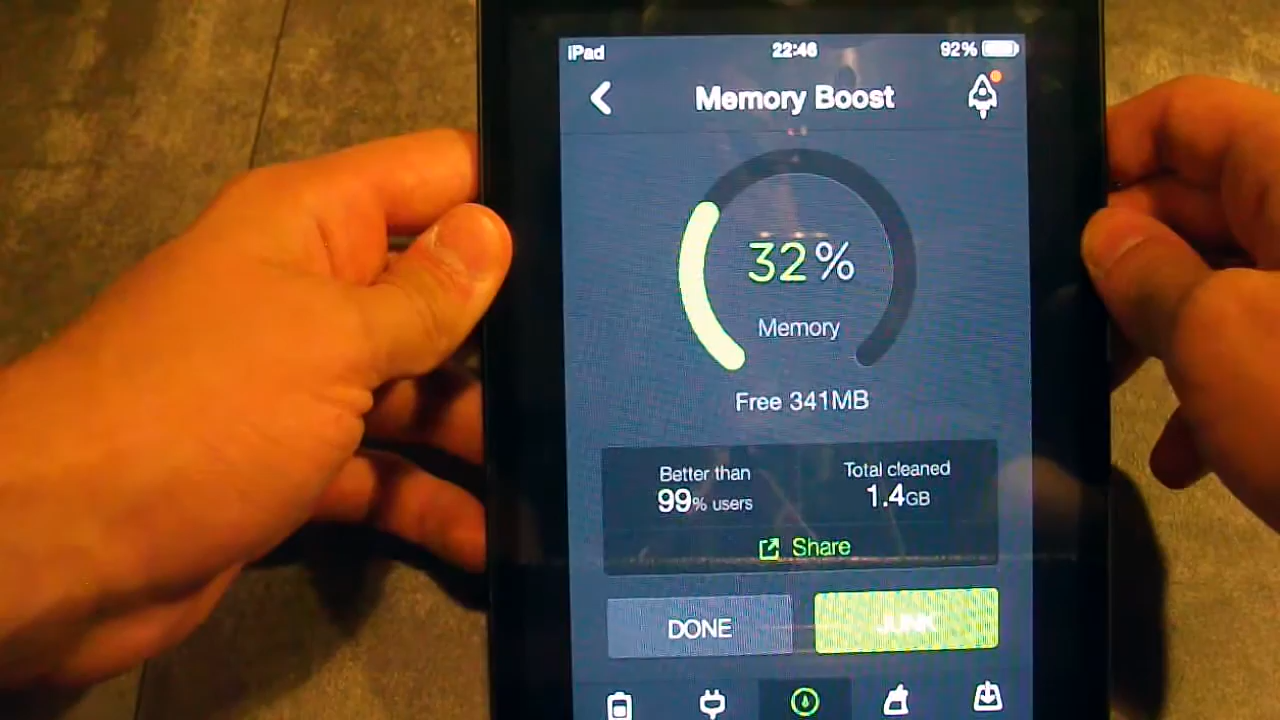 iPad 22:46 92%
Memory Boost
32%
Memory
Free 341MB
Better than Total cleaned
99% users 1.4GB
Share
DONE JUNK